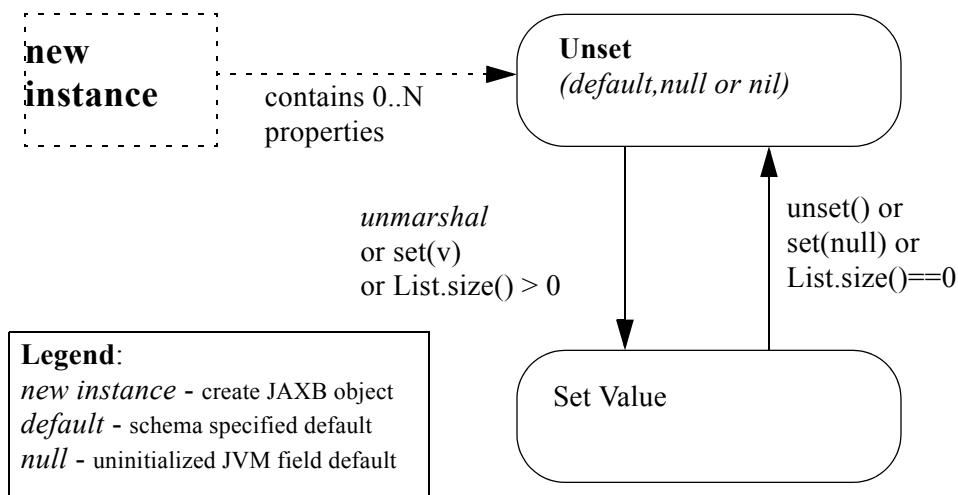 new
instance
contains 0..N
properties
Unset
(default,null or nil)
unmarshal
or set(v)
or List.size() > 0
unset() or
set(null) or
List.size()==0
Set Value
Legend:
new instance - create JAXB object
default - schema specified default
null - uninitialized JVM field default